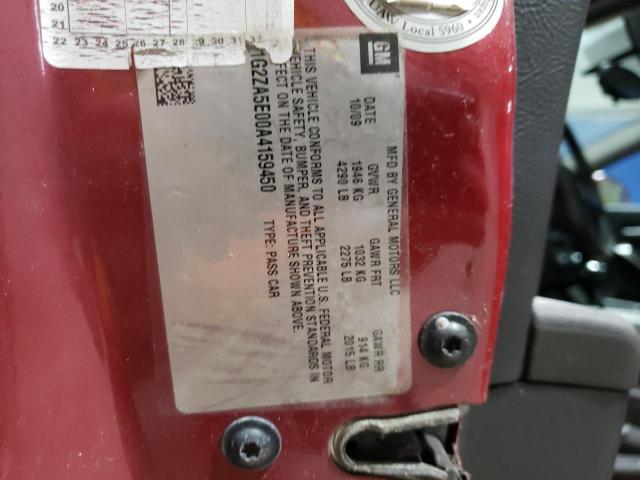 20
21
22 23 24 25 26 27 28 29 30 31
UAW Local 5960
GM
MFD BY GENERAL MOTORS LLC
DATE GVWR GAWR FRT GAWR RR
10/09 1946 KG 1032 KG 914 KG
4290 LB 2275 LB 2015 LB
THIS VEHICLE CONFORMS TO ALL APPLICABLE U.S. FEDERAL MOTOR
VEHICLE SAFETY, BUMPER, AND THEFT PREVENTION STANDARDS IN
EFFECT ON THE DATE OF MANUFACTURE SHOWN ABOVE.
1G2ZA5E00A4159450 TYPE: PASS CAR